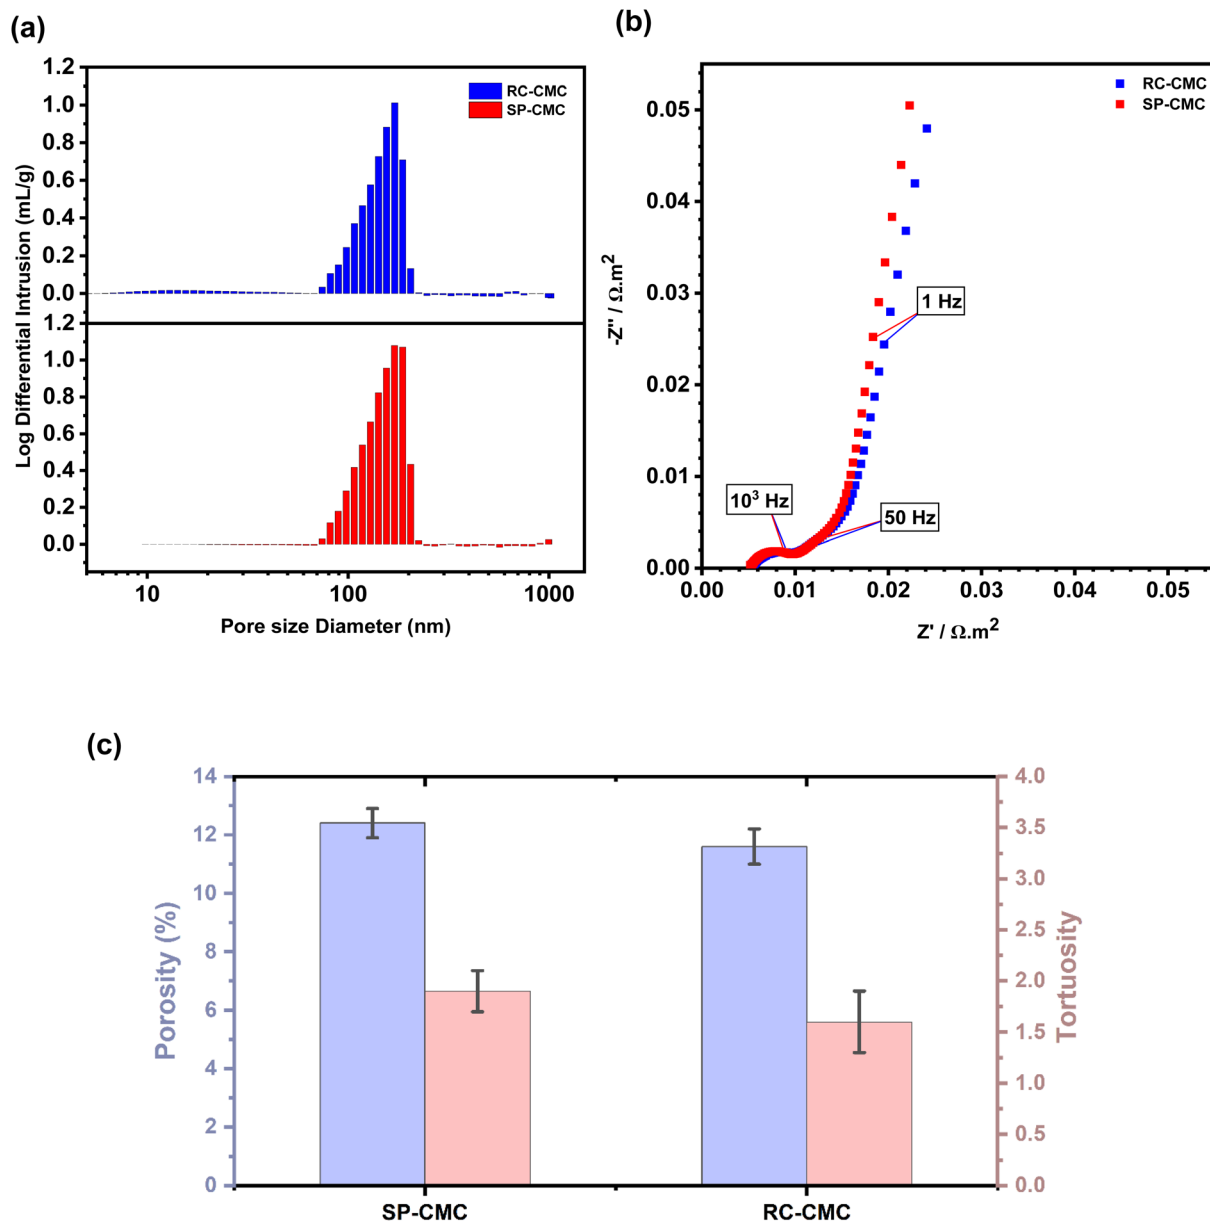 (a)
1.2
1.0
0.8
0.6
0.4
0.2
0.0
1.2
1.0
0.8
0.6
0.4
0.2
0.0
Log Differential Intrusion (mL/g)
RC-CMC
SP-CMC
10
100
1000
Pore size Diameter (nm)
(b)
0.05
0.04
0.03
0.02
0.01
0.00
-Z'' / Ω.m²
RC-CMC
SP-CMC
1 Hz
10³ Hz
50 Hz
0.00
0.01
0.02
0.03
0.04
0.05
Z' / Ω.m²
(c)
14
12
10
8
6
4
2
0
Porosity (%)
4.0
3.5
3.0
2.5
2.0
1.5
1.0
0.5
0.0
Tortuosity
SP-CMC
RC-CMC